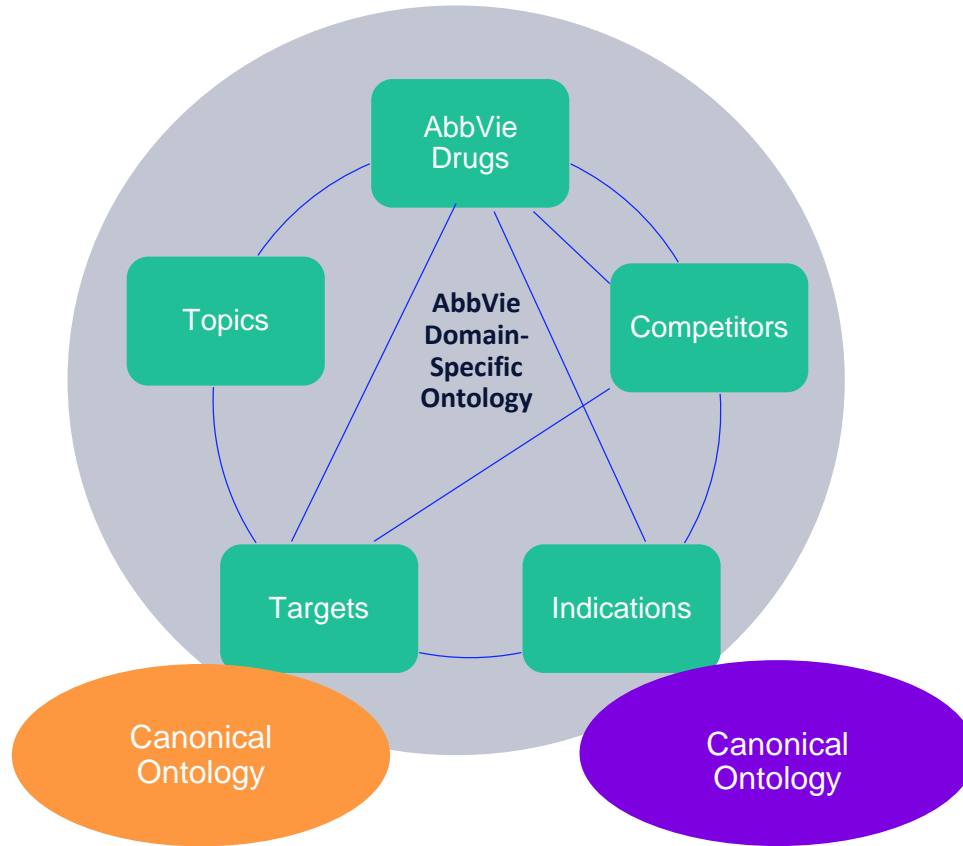 AbbVie
Drugs
Topics
AbbVie
Domain-
Specific
Ontology
Competitors
Targets
Indications
Canonical
Ontology
Canonical
Ontology